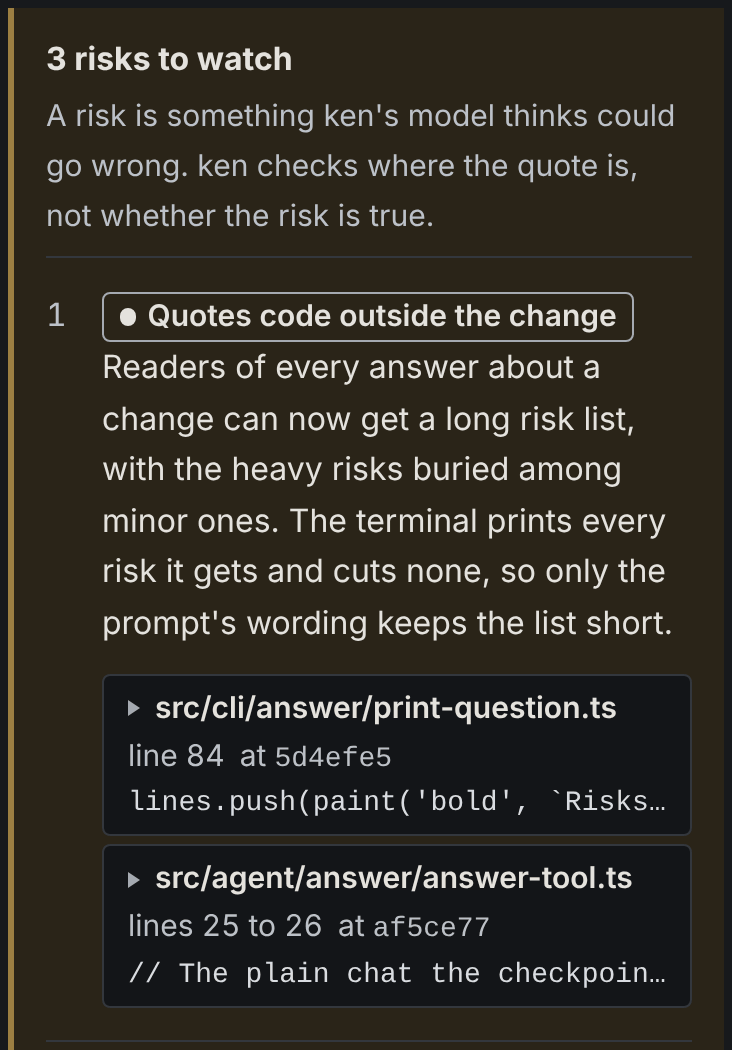 3 risks to watch
A risk is something ken's model thinks could
go wrong. ken checks where the quote is,
not whether the risk is true.
1
Quotes code outside the change
Readers of every answer about a
change can now get a long risk list,
with the heavy risks buried among
minor ones. The terminal prints every
risk it gets and cuts none, so only the
prompt's wording keeps the list short.
src/cli/answer/print-question.ts
line 84 at 5d4efe5
lines.push(paint('bold', `Risks…
src/agent/answer/answer-tool.ts
lines 25 to 26 at af5ce77
// The plain chat the checkpoin…